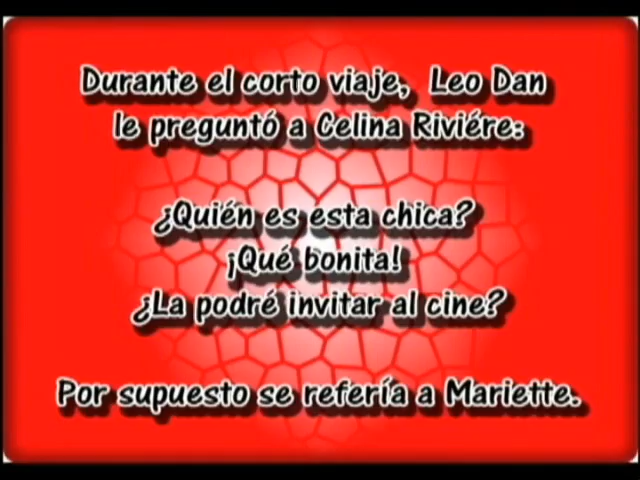 Durante el corto viaje, Leo Dan
le preguntó a Celina Riviére:
¿Quién es esta chica?
¡Qué bonita!
¿La podré invitar al cine?
Por supuesto se refería a Mariette.